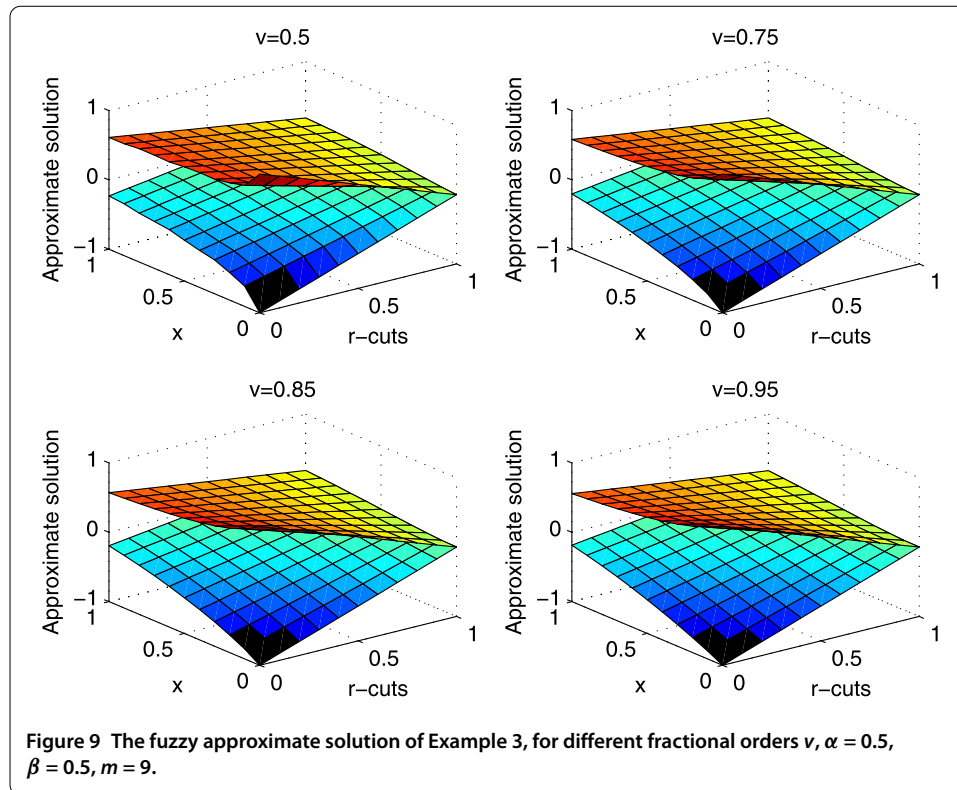 v=0.5
Approximate solution
1
0
−1
1
0.5
0
x
0
0.5
1
r−cuts
v=0.75
Approximate solution
1
0
−1
1
0.5
0
x
0
0.5
1
r−cuts
v=0.85
Approximate solution
1
0
−1
1
0.5
0
x
0
0.5
1
r−cuts
v=0.95
Approximate solution
1
0
−1
1
0.5
0
x
0
0.5
1
r−cuts
Figure 9 The fuzzy approximate solution of Example 3, for different fractional orders v, α = 0.5,
β = 0.5, m = 9.